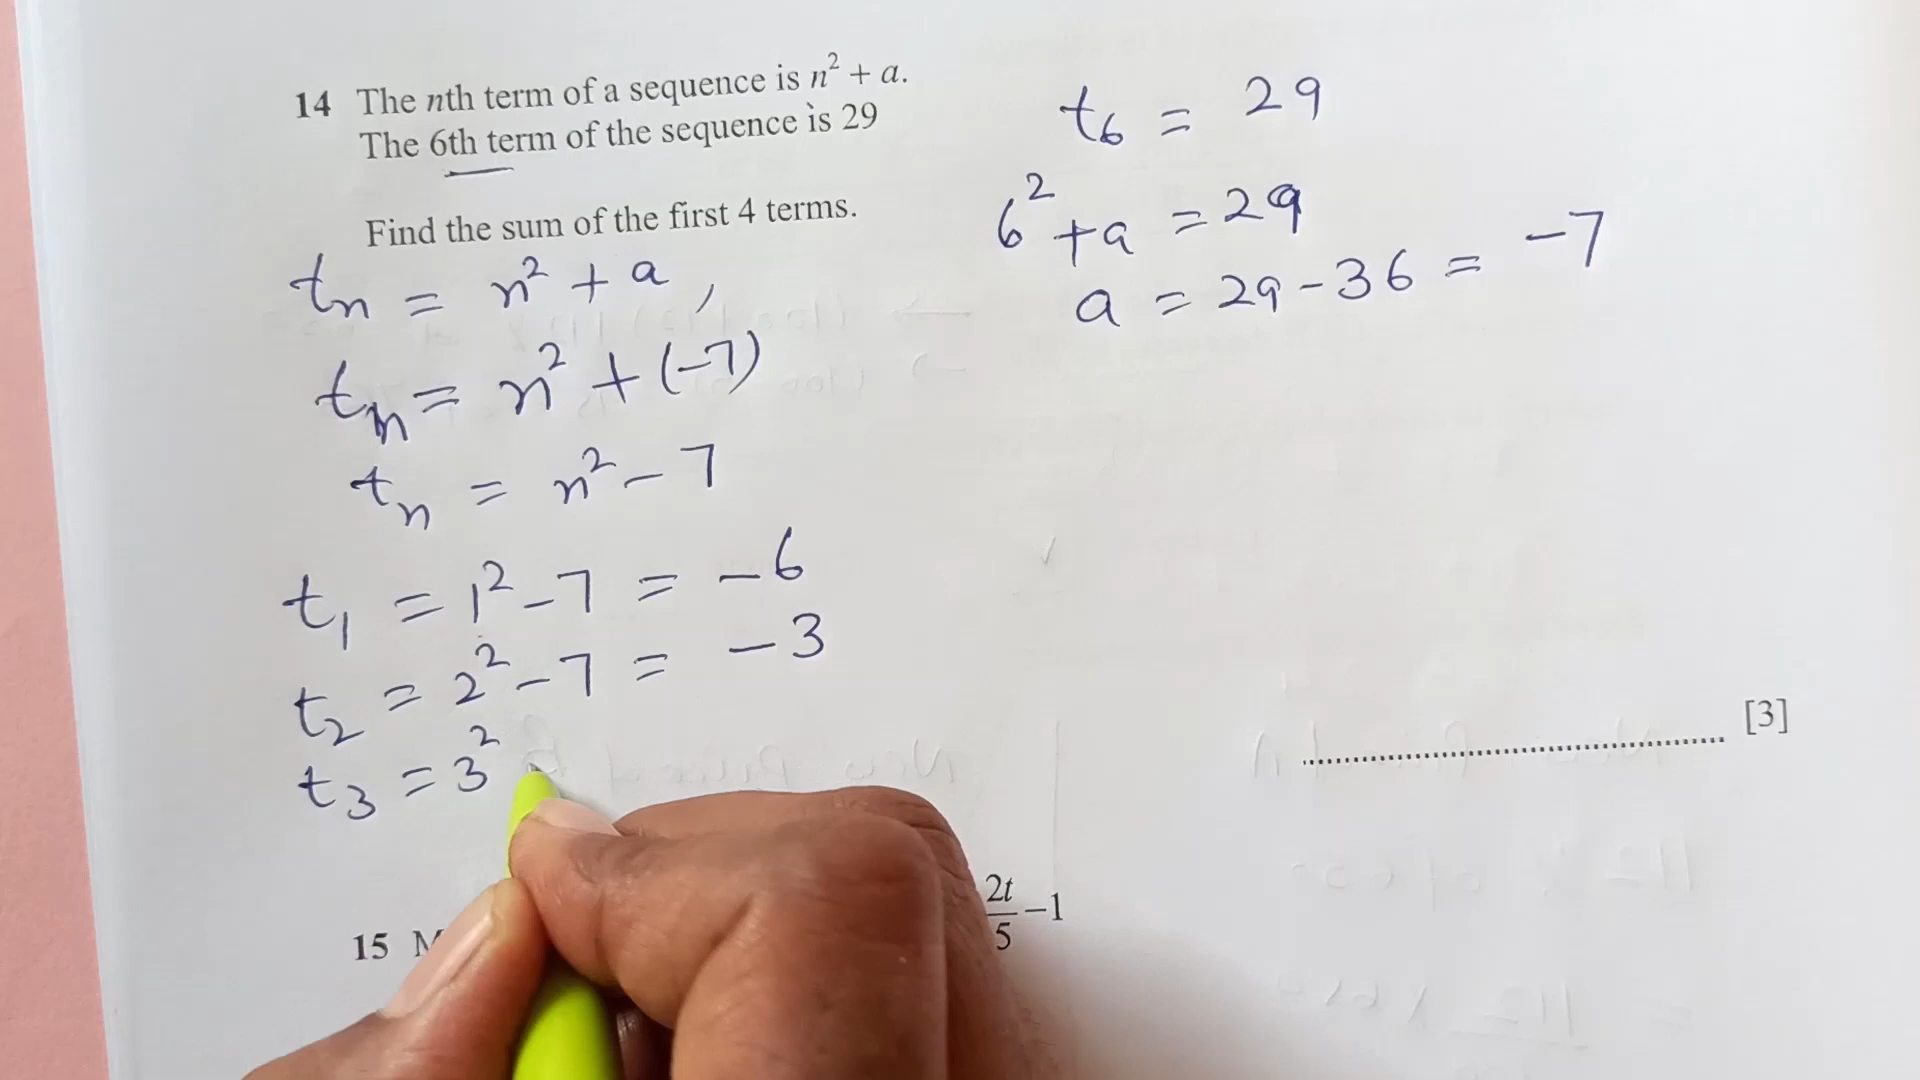 14 The nth term of a sequence is n² + a.
The 6th term of the sequence is 29
Find the sum of the first 4 terms.
tn = n² + a ,
tn = n² + (-7)
tn = n² - 7
t1 = 1² - 7 = -6
t2 = 2² - 7 = -3
t3 = 3²
t6 = 29
6² + a = 29
a = 29 - 36 = -7
[3]
15 M
2t/5 - 1